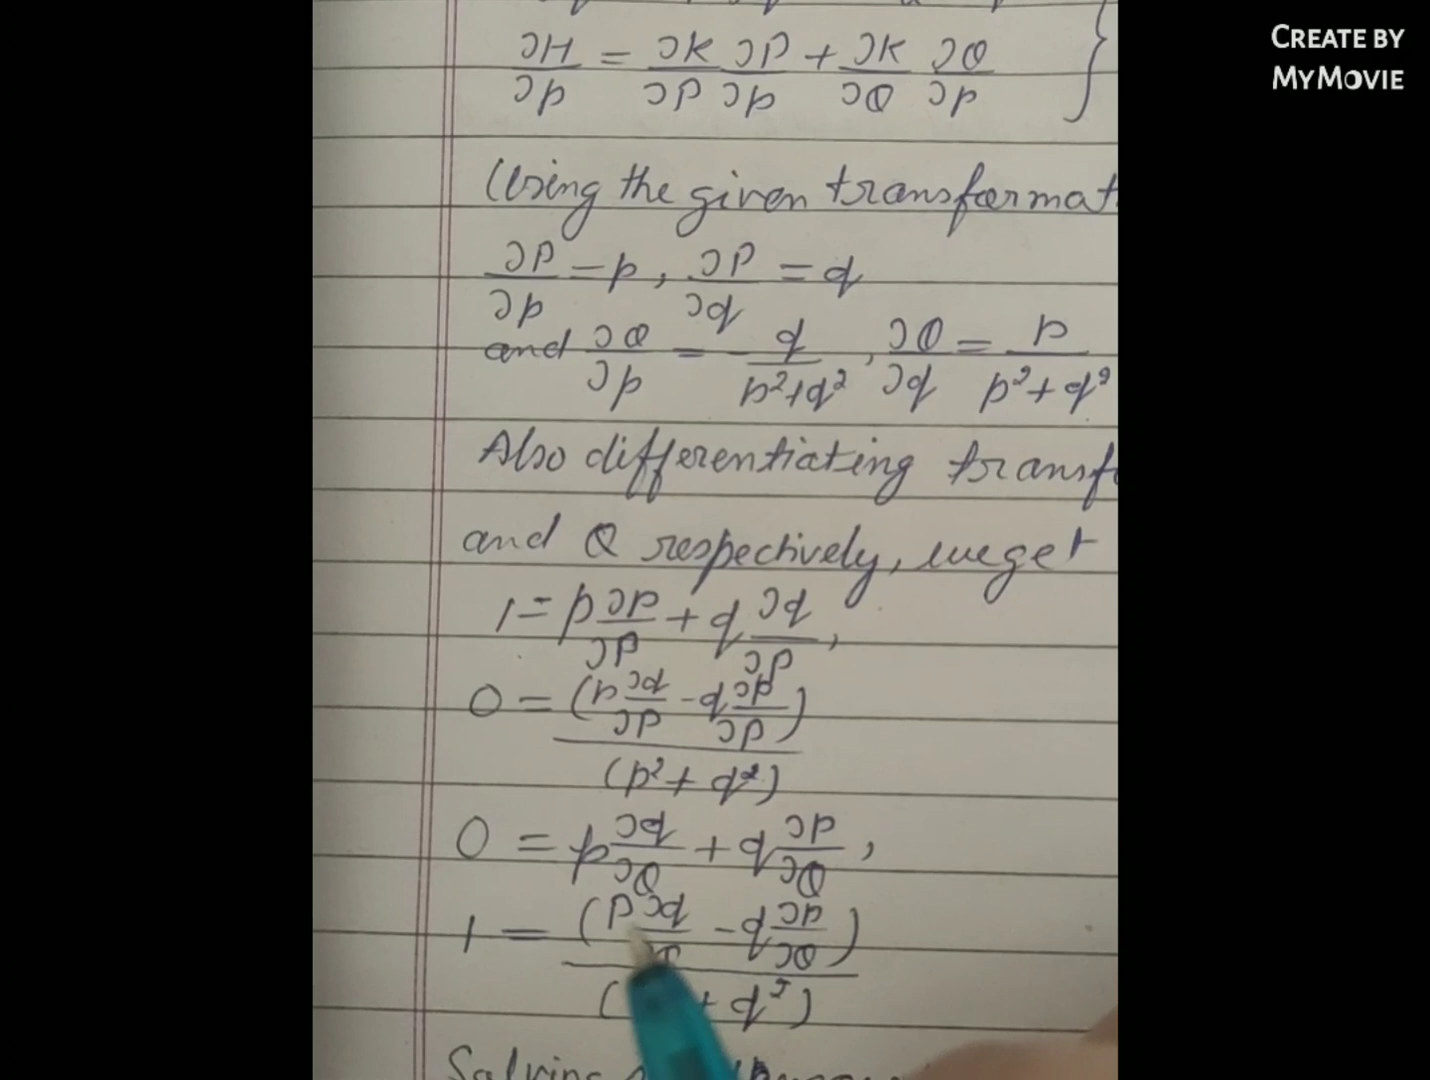 CREATE BY
MYMOVIE
∂H/∂p = ∂K/∂P ∂P/∂p + ∂K/∂Q ∂Q/∂p }
(Using the given transformat
∂P/∂p = p, ∂P/∂q = q
and ∂Q/∂p = -q/(p²+q²), ∂Q/∂q = p/(p²+q²
Also differentiating transf
and Q respectively, we get
1 = p ∂p/∂P + q ∂q/∂P,
0 = (p ∂q/∂P - q ∂p/∂P)/(p²+q²)
0 = p ∂q/∂Q + q ∂p/∂Q,
1 = (p ∂q/ - q ∂p/∂Q)/( + q²)
Solving